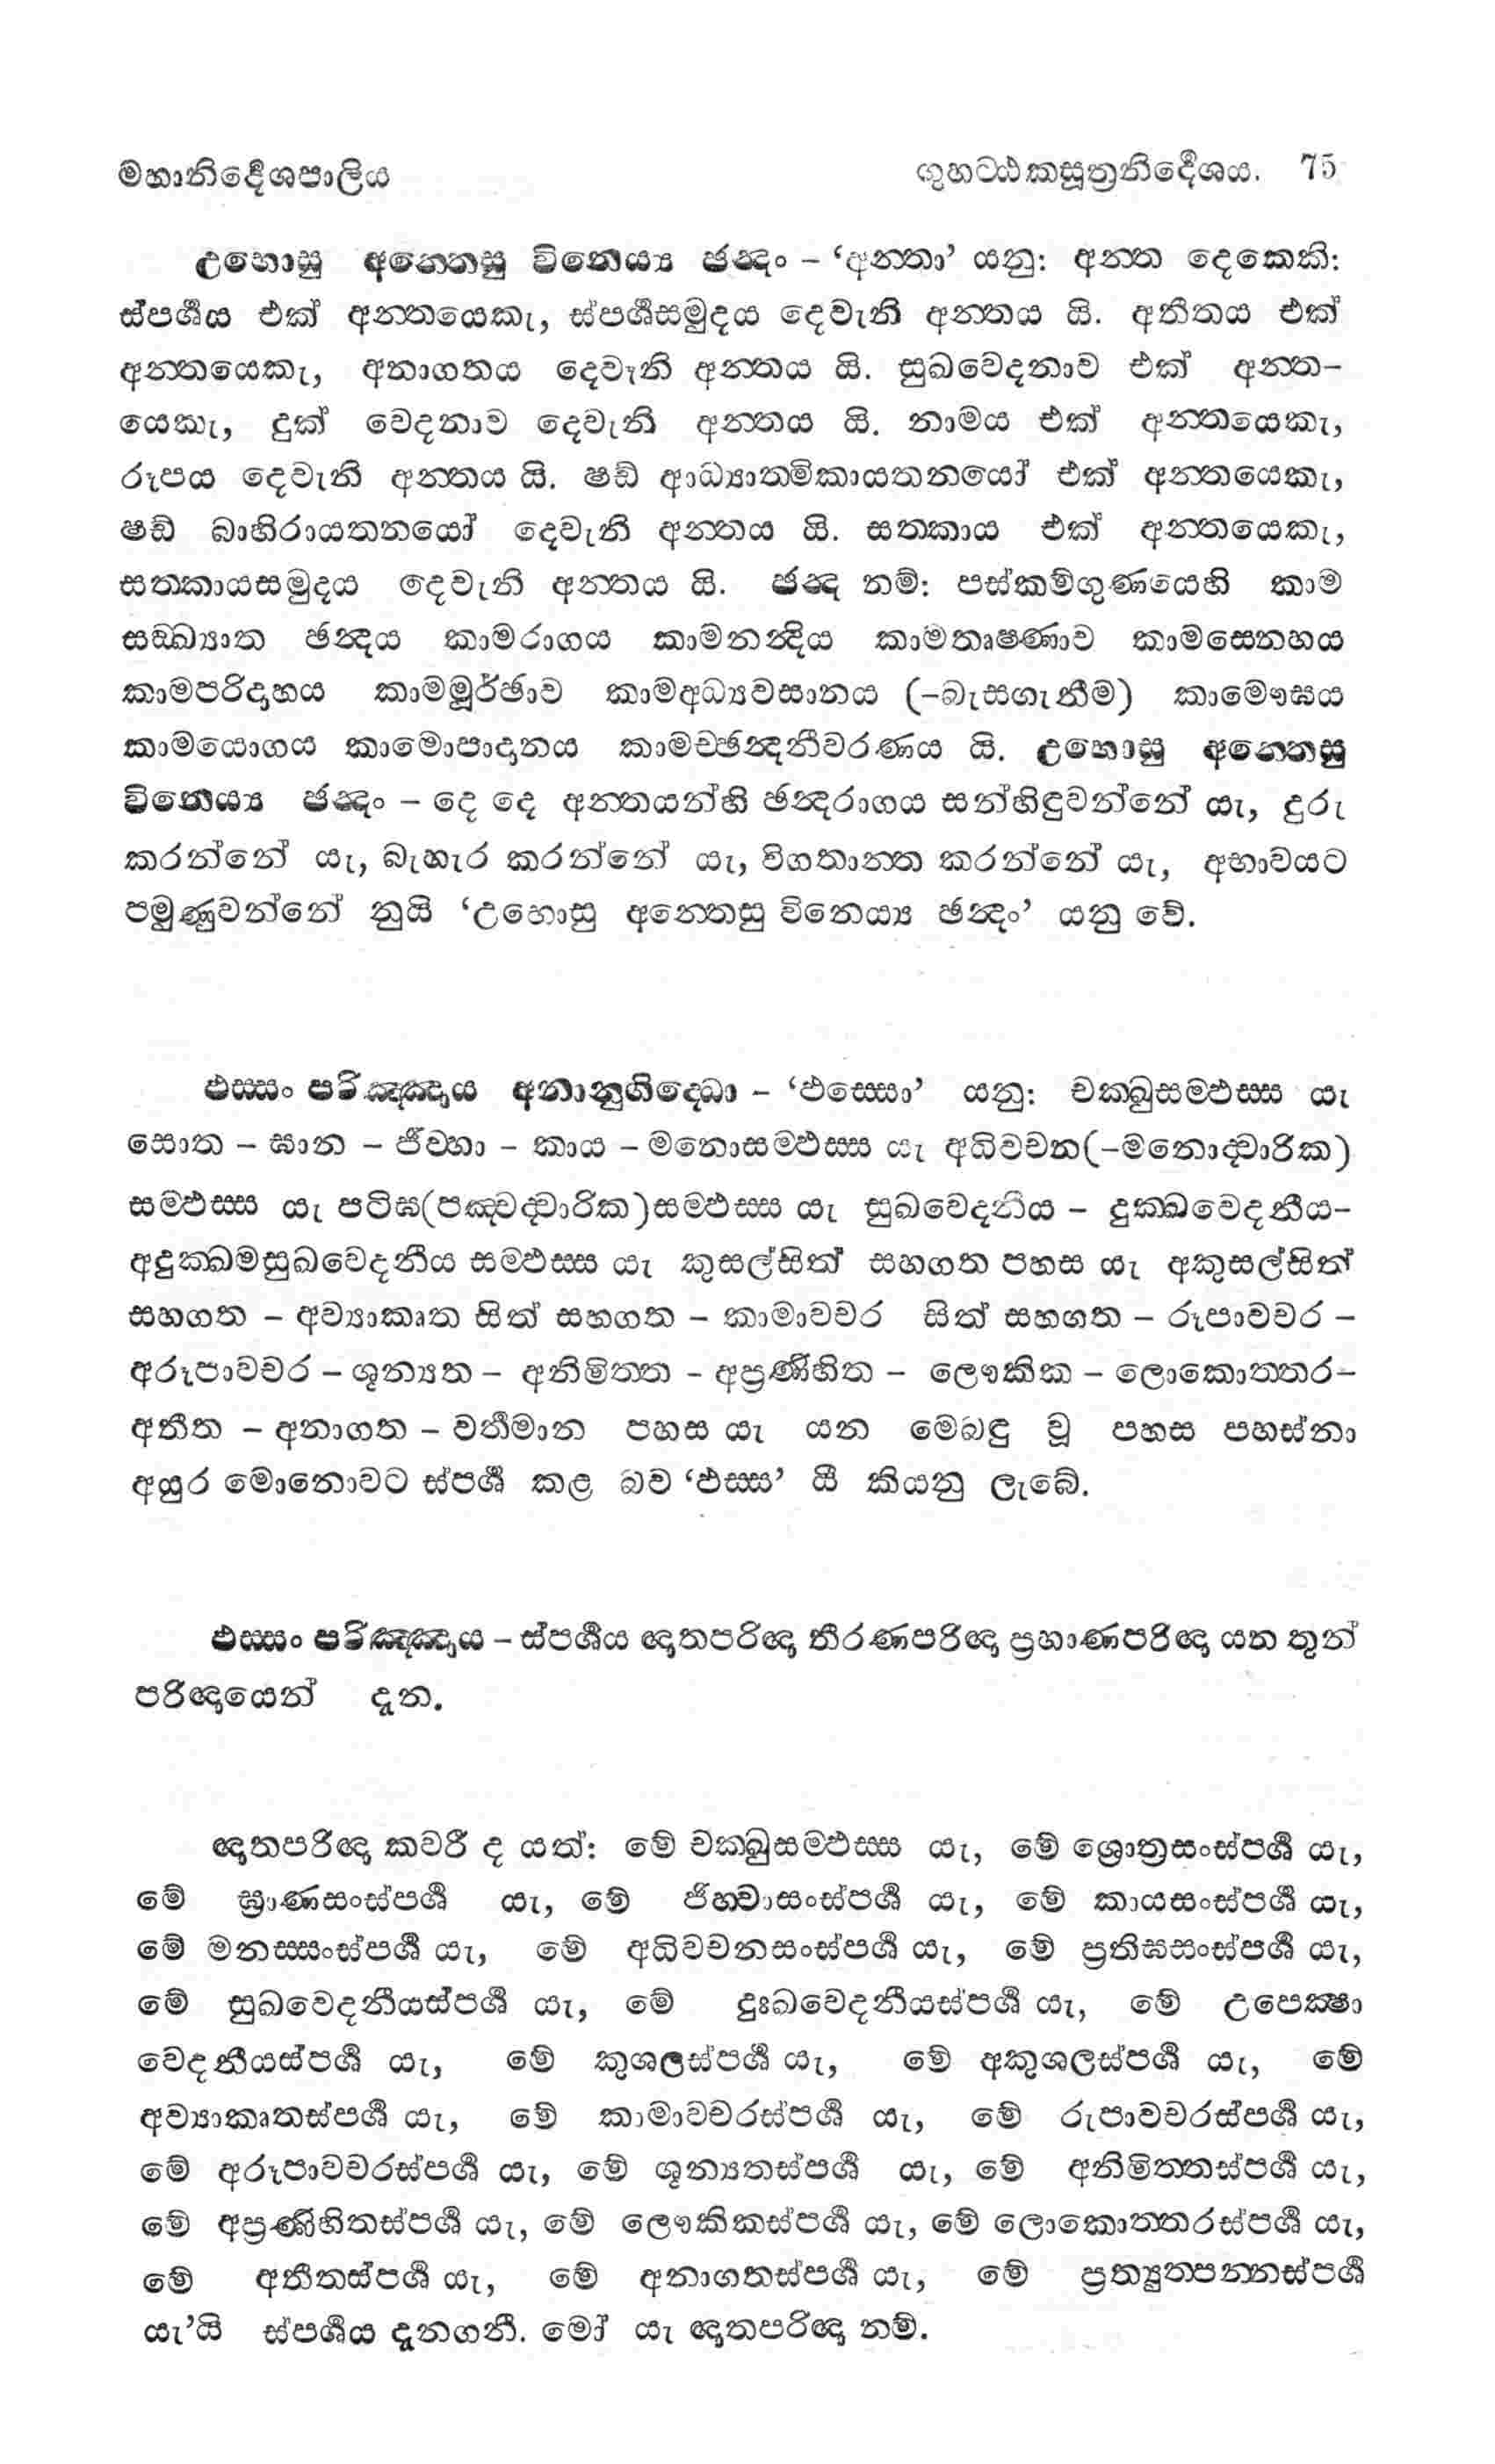 මහානිර්දේශපාලිය ගුහට්ඨකසූත්‍රනිර්දේශය. 75
උභොසු අන්තෙසු විනෙය්‍ය ඡන්දං – ‘අන්තා’ යනු: අන්ත දෙකෙකි:
ස්පර්ශය එක් අන්තයෙකැ, ස්පර්ශසමුදය දෙවැනි අන්තය යි. අතීතය එක්
අන්තයෙකැ, අනාගතය දෙවැනි අන්තය යි. සුඛවෙදනාව එක් අන්ත–
යෙකැ, දුක් වෙදනාව දෙවැනි අන්තය යි. නාමය එක් අන්තයෙකැ,
රූපය දෙවැනි අන්තය යි. ෂඩ් ආධ්‍යාත්මිකායතනයෝ එක් අන්තයෙකැ,
ෂඩ් බාහිරායතනයෝ දෙවැනි අන්තය යි. සත්කාය එක් අන්තයෙකැ,
සත්කායසමුදය දෙවැනි අන්තය යි. ඡන්ද නම්: පස්කම්ගුණයෙහි කාම
සඞ්ඛ්‍යාත ඡන්දය කාමරාගය කාමනන්දිය කාමතෘෂ්ණාව කාමස්නෙහය
කාමපරිදාහය කාමමූර්ඡාව කාමඅධ්‍යවසානය (–බැසගැනීම) කාමෞඝය
කාමයොගය කාමොපාදානය කාමච්ඡන්දනීවරණය යි. උභොසු අන්තෙසු
විනෙය්‍ය ඡන්දං – දෙ දෙ අන්තයන්හි ඡන්දරාගය සන්හිඳුවන්නේ යැ, දුරු
කරන්නේ යැ, බැහැර කරන්නේ යැ, විගතාන්ත කරන්නේ යැ, අභාවයට
පමුණුවන්නේ නුයි ‘උභොසු අන්තෙසු විනෙය්‍ය ඡන්දං’ යනු වේ.
ඵස්සං පරිඤ්ඤාය අනානුගිද්ධො – ‘ඵස්සො’ යනු: චක්ඛුසම්ඵස්ස යැ
සොත – ඝාන – ජිව්හා – කාය – මනොසම්ඵස්ස යැ අධිවචන(–මනොද්වාරික)
සම්ඵස්ස යැ පටිඝ(පඤ්චද්වාරික)සම්ඵස්ස යැ සුඛවෙදනීය – දුක්ඛවෙදනීය–
අදුක්ඛමසුඛවෙදනීය සම්ඵස්ස යැ කුසල්සිත් සහගත පහස යැ අකුසල්සිත්
සහගත – අව්‍යාකෘත සිත් සහගත – කාමාවචර සිත් සහගත – රූපාවචර –
අරූපාවචර – ශූන්‍යත – අනිමිත්ත – අප්‍රණිහිත – ලෞකික – ලොකොත්තර–
අතීත – අනාගත – වර්තමාන පහස යැ යන මෙබඳු වූ පහස පහස්නා
අයුර මොනොවට ස්පර්ශ කළ බව ‘ඵස්ස’ යී කියනු ලැබේ.
ඵස්සං පරිඤ්ඤාය – ස්පර්ශය ඥාතපරිඥා තීරණපරිඥා ප්‍රහාණපරිඥා යන තුන්
පරිඥායෙන් දැන.
ඥාතපරිඥා කවරී ද යත්: මේ චක්ඛුසම්ඵස්ස යැ, මේ ශ්‍රොත්‍රසංස්පර්ශ යැ,
මේ ඝ්‍රාණසංස්පර්ශ යැ, මේ ජිහ්වාසංස්පර්ශ යැ, මේ කායසංස්පර්ශ යැ,
මේ මනස්සංස්පර්ශ යැ, මේ අධිවචනසංස්පර්ශ යැ, මේ ප්‍රතිඝසංස්පර්ශ යැ,
මේ සුඛවෙදනීයස්පර්ශ යැ, මේ දුඃඛවෙදනීයස්පර්ශ යැ, මේ උපෙක්ෂා
වෙදනීයස්පර්ශ යැ, මේ කුශලස්පර්ශ යැ, මේ අකුශලස්පර්ශ යැ, මේ
අව්‍යාකෘතස්පර්ශ යැ, මේ කාමාවචරස්පර්ශ යැ, මේ රුපාවචරස්පර්ශ යැ,
මේ අරූපාවචරස්පර්ශ යැ, මේ ශූන්‍යතස්පර්ශ යැ, මේ අනිමිත්තස්පර්ශ යැ,
මේ අප්‍රණිහිතස්පර්ශ යැ, මේ ලෞකිකස්පර්ශ යැ, මේ ලොකොත්තරස්පර්ශ යැ,
මේ අතීතස්පර්ශ යැ, මේ අනාගතස්පර්ශ යැ, මේ ප්‍රත්‍යුත්පන්නස්පර්ශ
යැ’යි ස්පර්ශය දැනගනී. මෝ යැ ඥාතපරිඥා නම්.